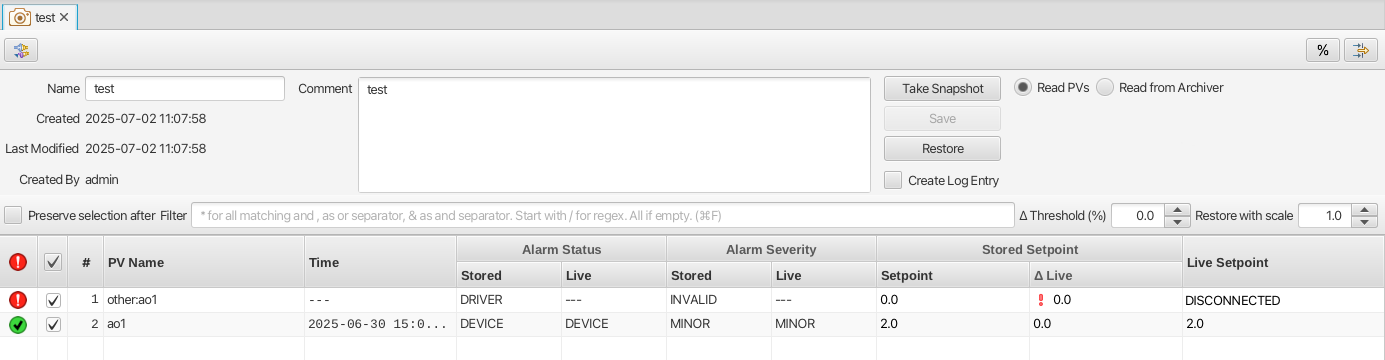 test
%
Name
test
Comment
test
Take Snapshot
Read PVs
Read from Archiver
Created
2025-07-02 11:07:58
Save
Last Modified
2025-07-02 11:07:58
Restore
Created By
admin
Create Log Entry
Preserve selection after Filter
* for all matching and , as or separator, & as and separator. Start with / for regex. All if empty. (⌘F)
Δ Threshold (%)
0.0
Restore with scale
1.0
#
PV Name
Time
Alarm Status
Alarm Severity
Stored Setpoint
Live Setpoint
Stored
Live
Stored
Live
Setpoint
Δ Live
1 other:ao1 --- DRIVER --- INVALID --- 0.0 0.0 DISCONNECTED
2 ao1 2025-06-30 15:0... DEVICE DEVICE MINOR MINOR 2.0 0.0 2.0